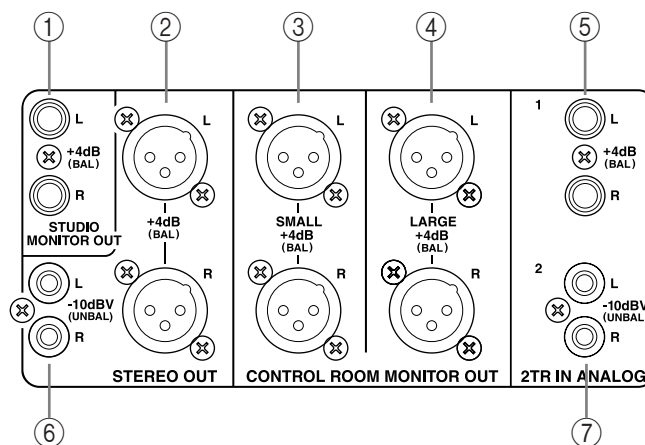 ① ② ③ ④ ⑤
L
+4dB
(BAL)
R
STUDIO
MONITOR OUT
L
-10dBV
(UNBAL)
R
L
+4dB
(BAL)
R
STEREO OUT
L
SMALL
+4dB
(BAL)
R
L
LARGE
+4dB
(BAL)
R
CONTROL ROOM MONITOR OUT
1
L
+4dB
(BAL)
R
2
L
-10dBV
(UNBAL
R
2TR IN ANALOG
⑥ ⑦